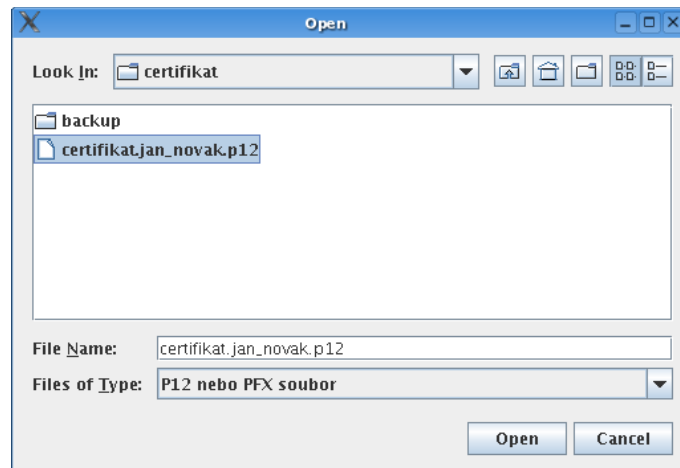 Open
Look In: certifikat
backup
certifikat.jan_novak.p12
File Name: certifikat.jan_novak.p12
Files of Type: P12 nebo PFX soubor
Open Cancel